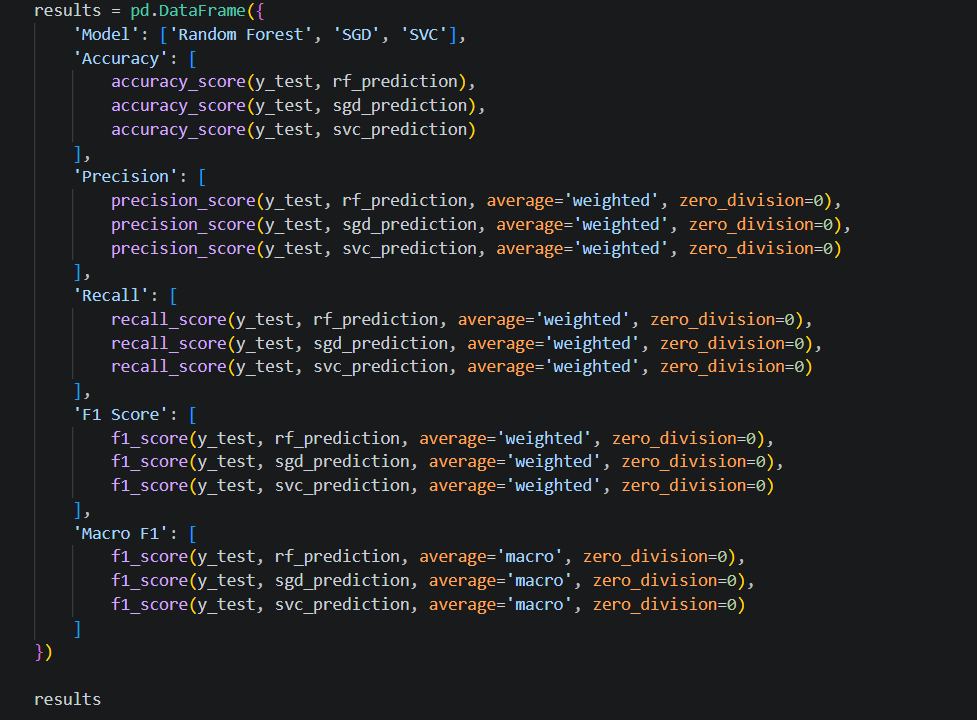 results = pd.DataFrame({
    'Model': ['Random Forest', 'SGD', 'SVC'],
    'Accuracy': [
        accuracy_score(y_test, rf_prediction),
        accuracy_score(y_test, sgd_prediction),
        accuracy_score(y_test, svc_prediction)
    ],
    'Precision': [
        precision_score(y_test, rf_prediction, average='weighted', zero_division=0),
        precision_score(y_test, sgd_prediction, average='weighted', zero_division=0),
        precision_score(y_test, svc_prediction, average='weighted', zero_division=0)
    ],
    'Recall': [
        recall_score(y_test, rf_prediction, average='weighted', zero_division=0),
        recall_score(y_test, sgd_prediction, average='weighted', zero_division=0),
        recall_score(y_test, svc_prediction, average='weighted', zero_division=0)
    ],
    'F1 Score': [
        f1_score(y_test, rf_prediction, average='weighted', zero_division=0),
        f1_score(y_test, sgd_prediction, average='weighted', zero_division=0),
        f1_score(y_test, svc_prediction, average='weighted', zero_division=0)
    ],
    'Macro F1': [
        f1_score(y_test, rf_prediction, average='macro', zero_division=0),
        f1_score(y_test, sgd_prediction, average='macro', zero_division=0),
        f1_score(y_test, svc_prediction, average='macro', zero_division=0)
    ]
})

results